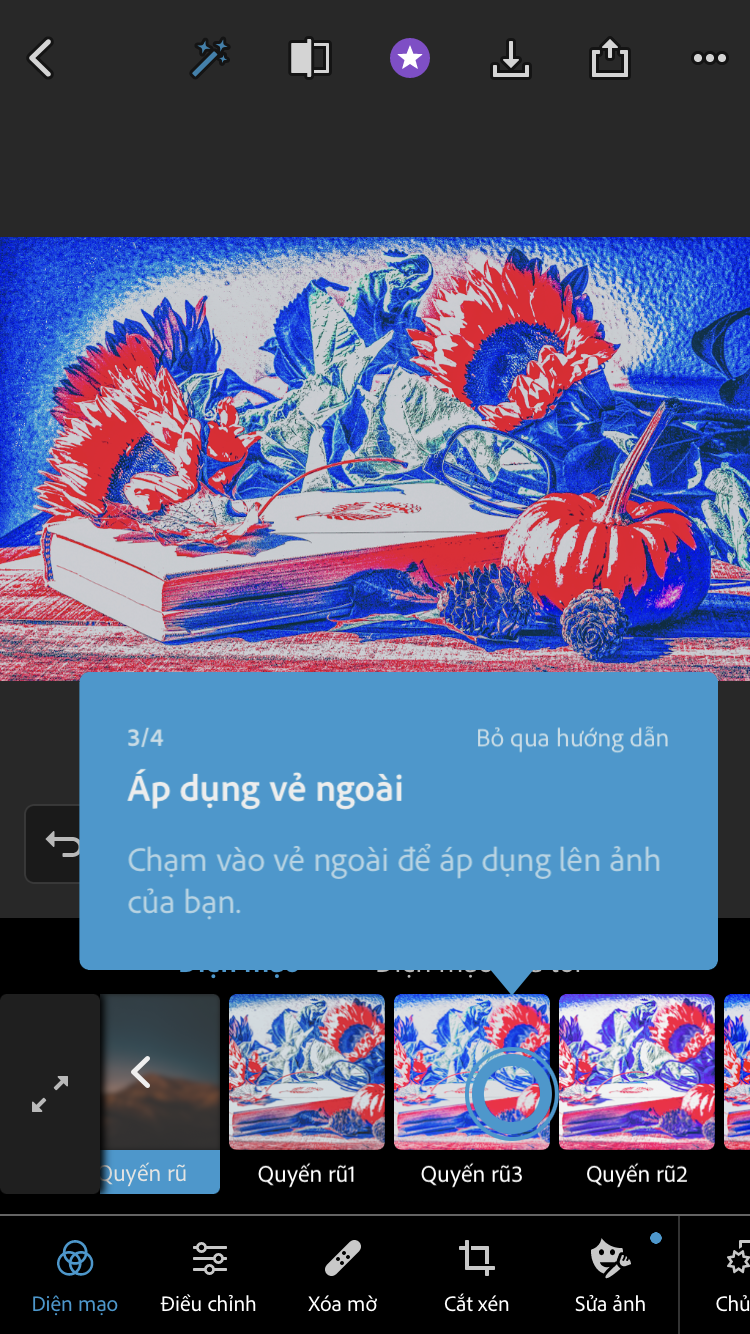 3/4
Bỏ qua hướng dẫn
Áp dụng vẻ ngoài
Chạm vào vẻ ngoài để áp dụng lên ảnh
của bạn.
Quyến rũ
Quyến rũ1
Quyến rũ3
Quyến rũ2
Diện mạo
Điều chỉnh
Xóa mờ
Cắt xén
Sửa ảnh
Chủ